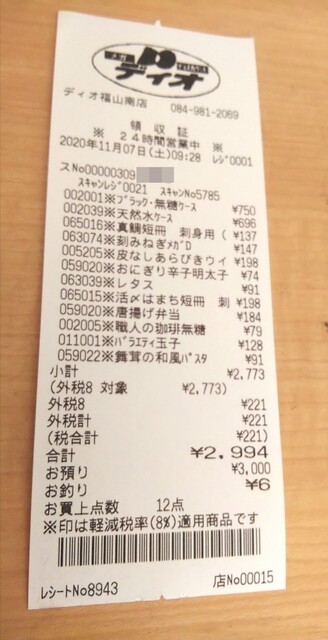 メガ
ディオ
ディオ福山南店 084-981-2069
領収証
※ 24時間営業中 ※
2020年11月07日(土)09:28 レジ0001
スNo00000309
スキャンレジ0021 スキャンNo5785
002001※ブラック・無糖ケース ¥750
002039※天然水ケース ¥696
065016※真鯛短冊 刺身用( ¥137
063074※刻みねぎメガD ¥147
005205※皮なしあらびきウイ ¥198
059020※おにぎり辛子明太子 ¥74
063039※レタス ¥91
065015※活〆はまち短冊 刺 ¥198
059020※唐揚げ弁当 ¥184
002005※職人の珈琲無糖 ¥79
011001※バラエティ玉子 ¥128
059022※舞茸の和風パスタ ¥91
小計 ¥2,773
(外税8 対象 ¥2,773)
外税8 ¥221
外税計 ¥221
(税合計 ¥221)
合計 ¥2,994
お預り ¥3,000
お釣り ¥6
お買上点数 12点
※印は軽減税率(8%)適用商品です
レシートNo8943 店No00015